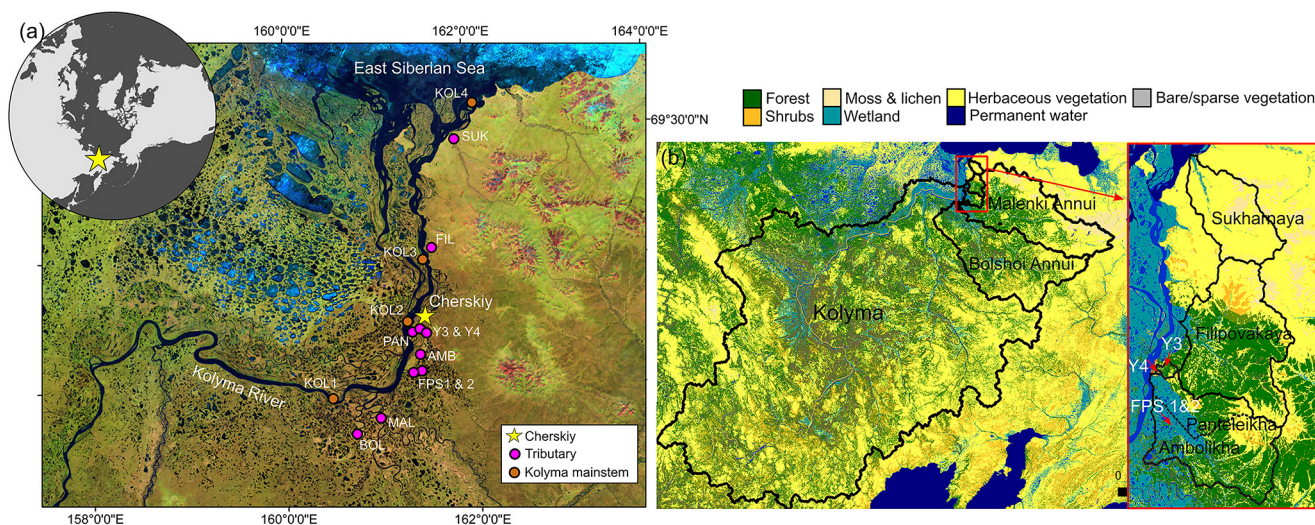 (a)
160°0'0"E
162°0'0"E
164°0'0"E
East Siberian Sea
KOL4
SUK
69°30'0"N
FIL
KOL3
Cherskiy
KOL2
Y3 & Y4
PAN
AMB
FPS1 & 2
KOL1
Kolyma River
MAL
BOL
Cherskiy
Tributary
Kolyma mainstem
158°0'0"E
160°0'0"E
162°0'0"E
Forest
Moss & lichen
Herbaceous vegetation
Bare/sparse vegetation
Shrubs
Wetland
Permanent water
(b)
Malenki Annui
Bolshoi Annui
Kolyma
0
Sukharnaya
Filipovakaya
Y3
Y4
FPS 1&2
Panteleikha
Ambolikha